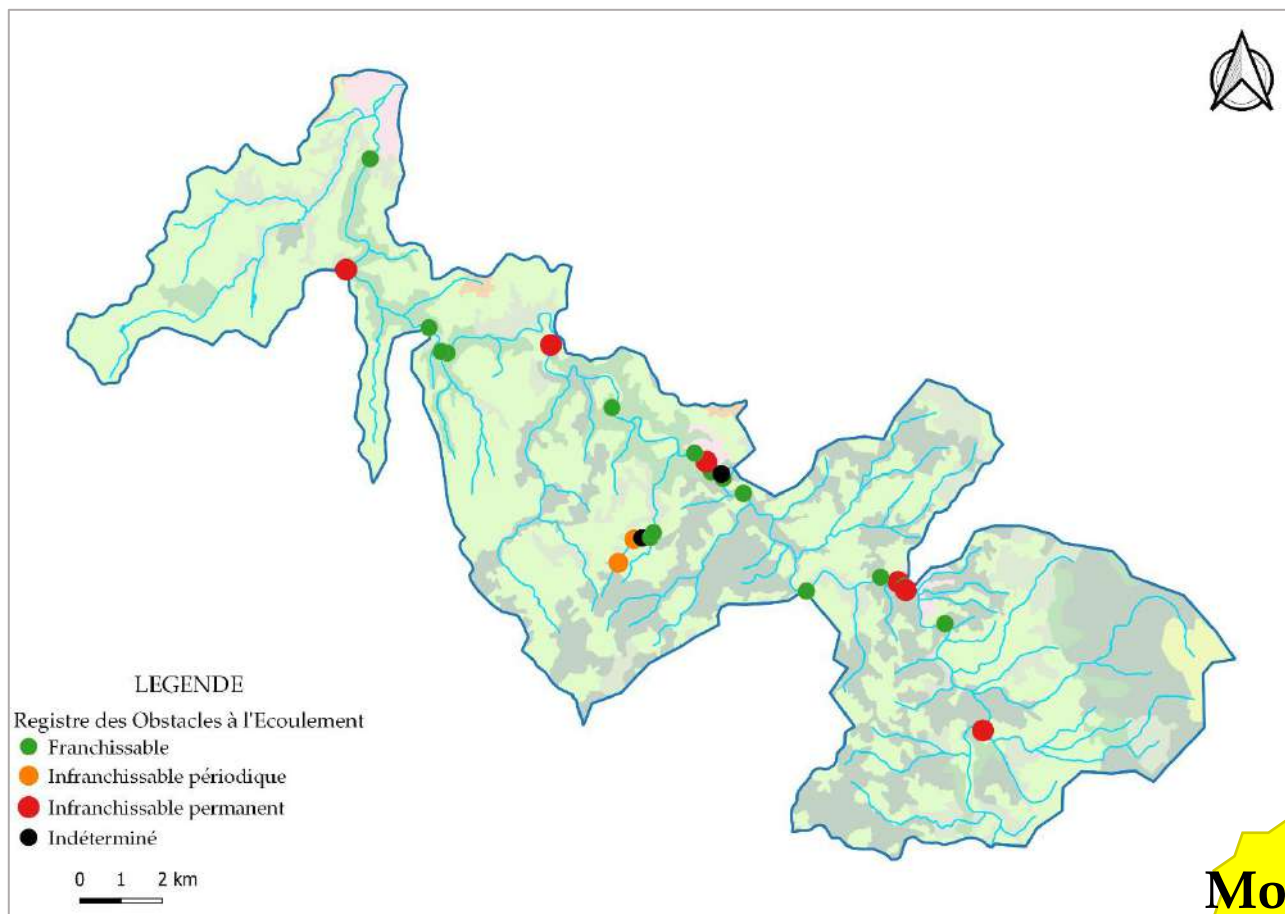 LEGENDE
Registre des Obstacles à l'Ecoulement
Franchissable
Infranchissable périodique
Infranchissable permanent
Indéterminé
0 1 2 km
Mo